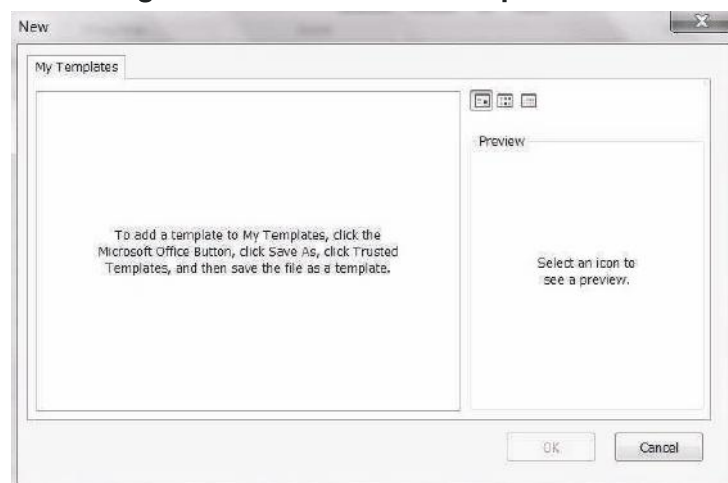 New
My Templates
Preview
To add a template to My Templates, click the
Microsoft Office Button, click Save As, click Trusted
Templates, and then save the file as a template.
Select an icon to
see a preview.
OK
Cancel